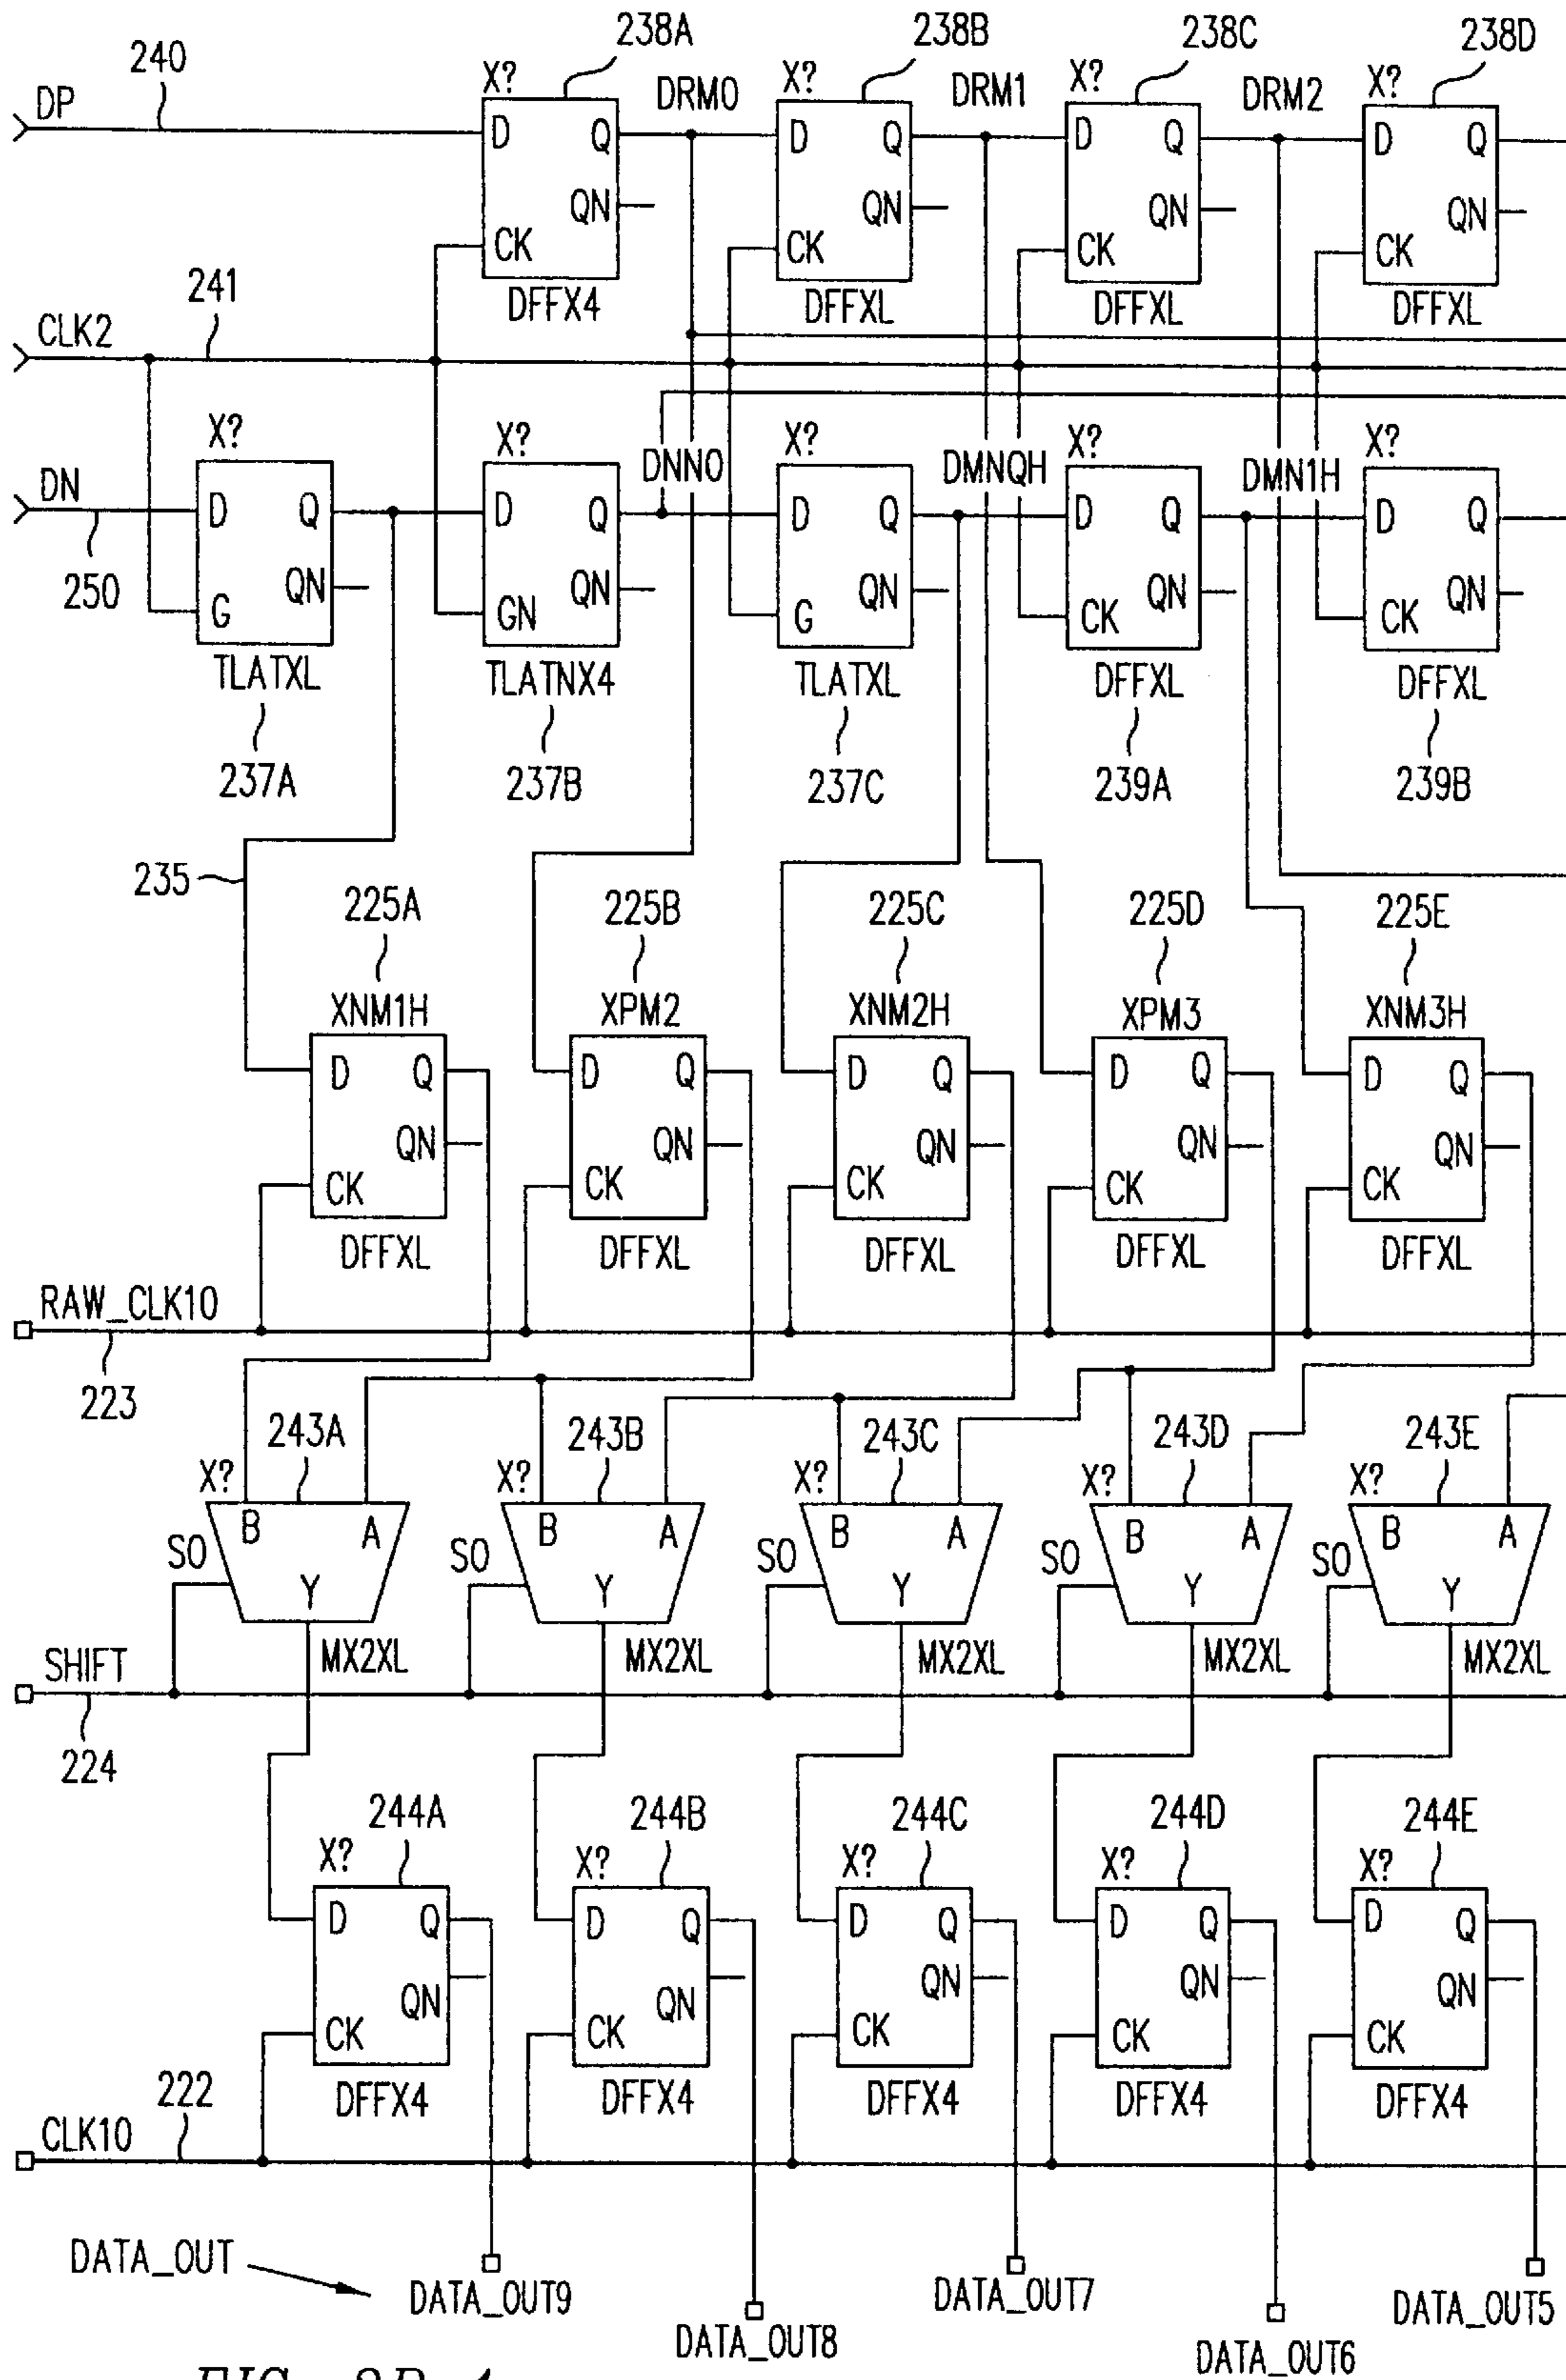 238A 238B 238C 238D
240
DP X? DRM0 X? DRM1 X? DRM2 X?
D Q D Q D Q D Q
QN QN QN QN
CK CK CK CK
241
DFFX4 DFFXL DFFXL DFFXL
CLK2
X? X? X? X? X?
DN DNN0 DMNQH DMN1H
D Q D Q D Q D Q D Q
250
QN QN QN QN QN
G GN G CK CK
TLATXL TLATNX4 TLATXL DFFXL DFFXL
237A 237B 237C 239A 239B
235
225A 225B 225C 225D 225E
XNM1H XPM2 XNM2H XPM3 XNM3H
D Q D Q D Q D Q D Q
QN QN QN QN QN
CK CK CK CK CK
DFFXL DFFXL DFFXL DFFXL DFFXL
RAW_CLK10
223
243A 243B 243C 243D 243E
X? X? X? X? X?
B A B A B A B A B A
S0 S0 S0 S0 S0
Y Y Y Y Y
SHIFT MX2XL MX2XL MX2XL MX2XL MX2XL
224
244A 244B 244C 244D 244E
X? X? X? X? X?
D Q D Q D Q D Q D Q
QN QN QN QN QN
CK CK CK CK CK
222
DFFX4 DFFX4 DFFX4 DFFX4 DFFX4
CLK10
DATA_OUT
DATA_OUT9 DATA_OUT7 DATA_OUT5
DATA_OUT8 DATA_OUT6